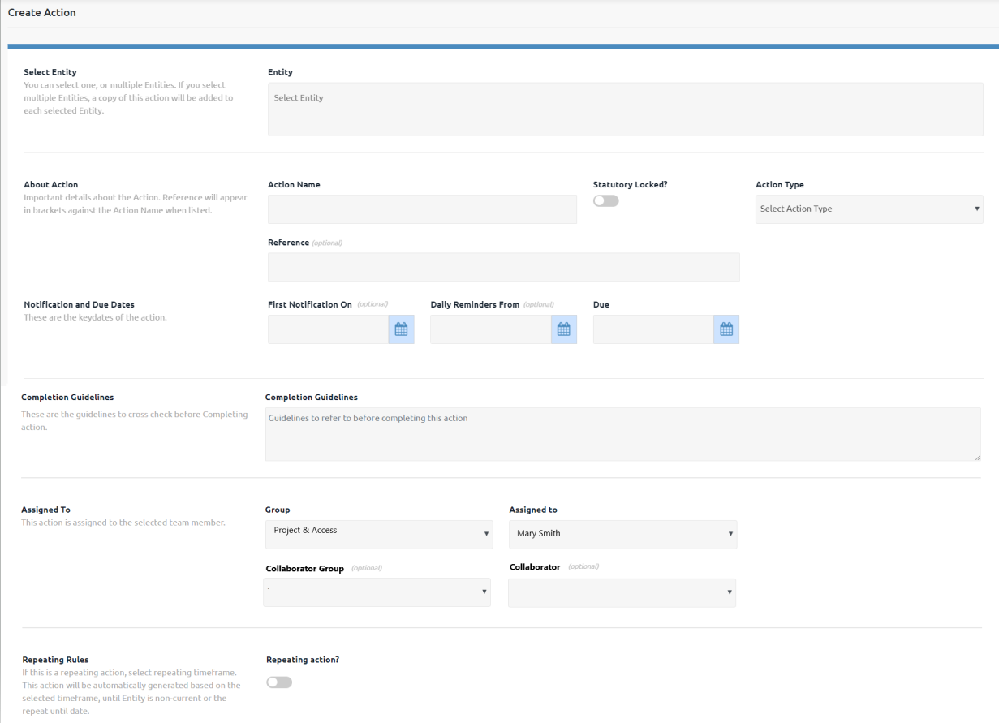 Create Action
Select Entity
You can select one, or multiple Entities. If you select
multiple Entities, a copy of this action will be added to
each selected Entity.
Entity
Select Entity
About Action
Important details about the Action. Reference will appear
in brackets against the Action Name when listed.
Action Name
Statutory Locked?
Action Type
Select Action Type
Reference (optional)
Notification and Due Dates
These are the keydates of the action.
First Notification On (optional)
Daily Reminders From (optional)
Due
Completion Guidelines
These are the guidelines to cross check before Completing
action.
Completion Guidelines
Guidelines to refer to before completing this action
Assigned To
This action is assigned to the selected team member.
Group
Project & Access
Assigned to
Mary Smith
Collaborator Group (optional)
Collaborator (optional)
Repeating Rules
If this is a repeating action, select repeating timeframe.
This action will be automatically generated based on the
selected timeframe, until Entity is non-current or the
repeat until date.
Repeating action?